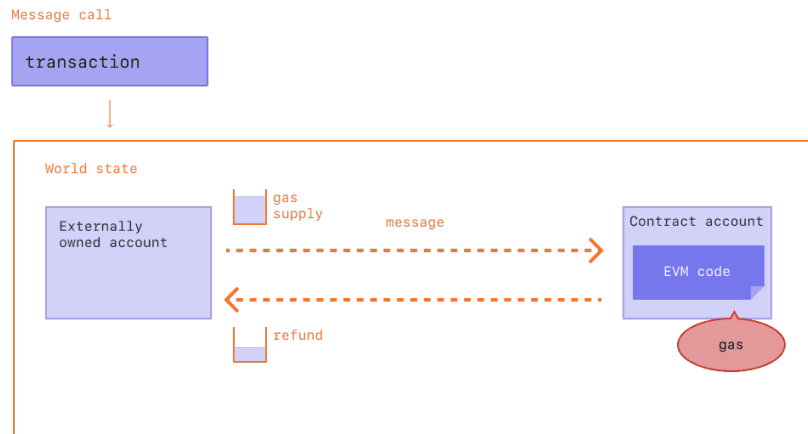 Message call
transaction
World state
gas
supply
message
Externally
owned account
Contract account
EVM code
refund
gas